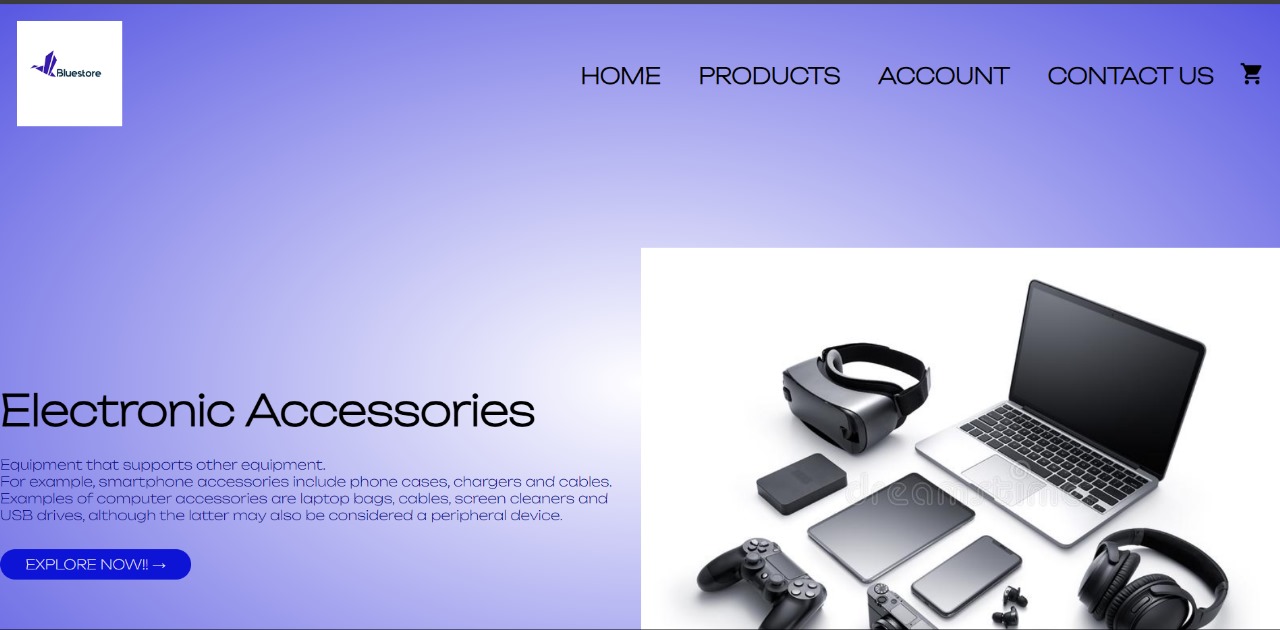 Bluestore
HOME PRODUCTS ACCOUNT CONTACT US
Electronic Accessories
Equipment that supports other equipment.
For example, smartphone accessories include phone cases, chargers and cables.
Examples of computer accessories are laptop bags, cables, screen cleaners and
USB drives, although the latter may also be considered a peripheral device.
EXPLORE NOW!! →
dreamstime